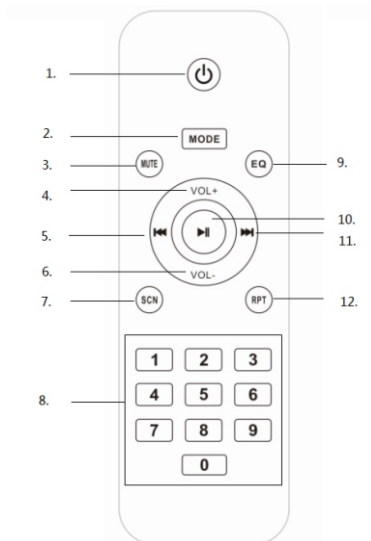 1.
2.
MODE
3.
MUTE
EQ
9.
4.
VOL+
10.
5.
11.
6.
VOL-
7.
SCN
RPT
12.
1 2 3
4 5 6
8.
7 8 9
0